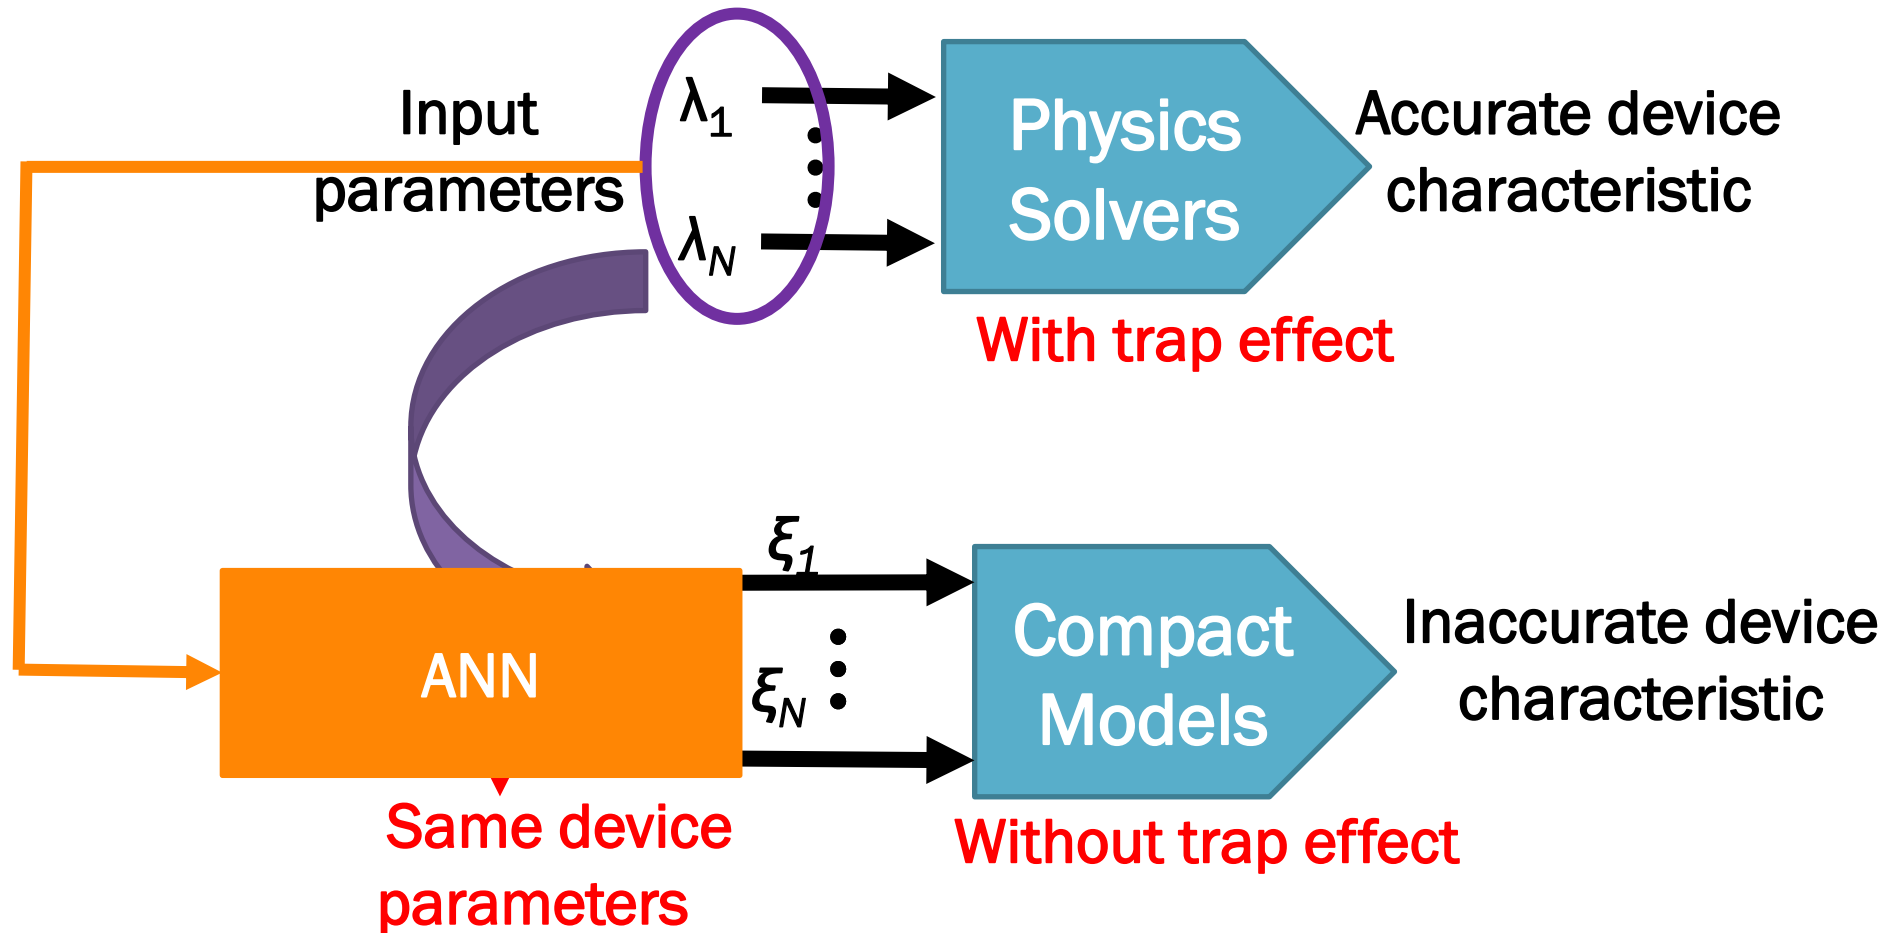 Input
parameters
λ1
λN
Physics
Solvers
Accurate device
characteristic
With trap effect
ANN
ξ1
ξN
Compact
Models
Inaccurate device
characteristic
Same device
parameters
Without trap effect